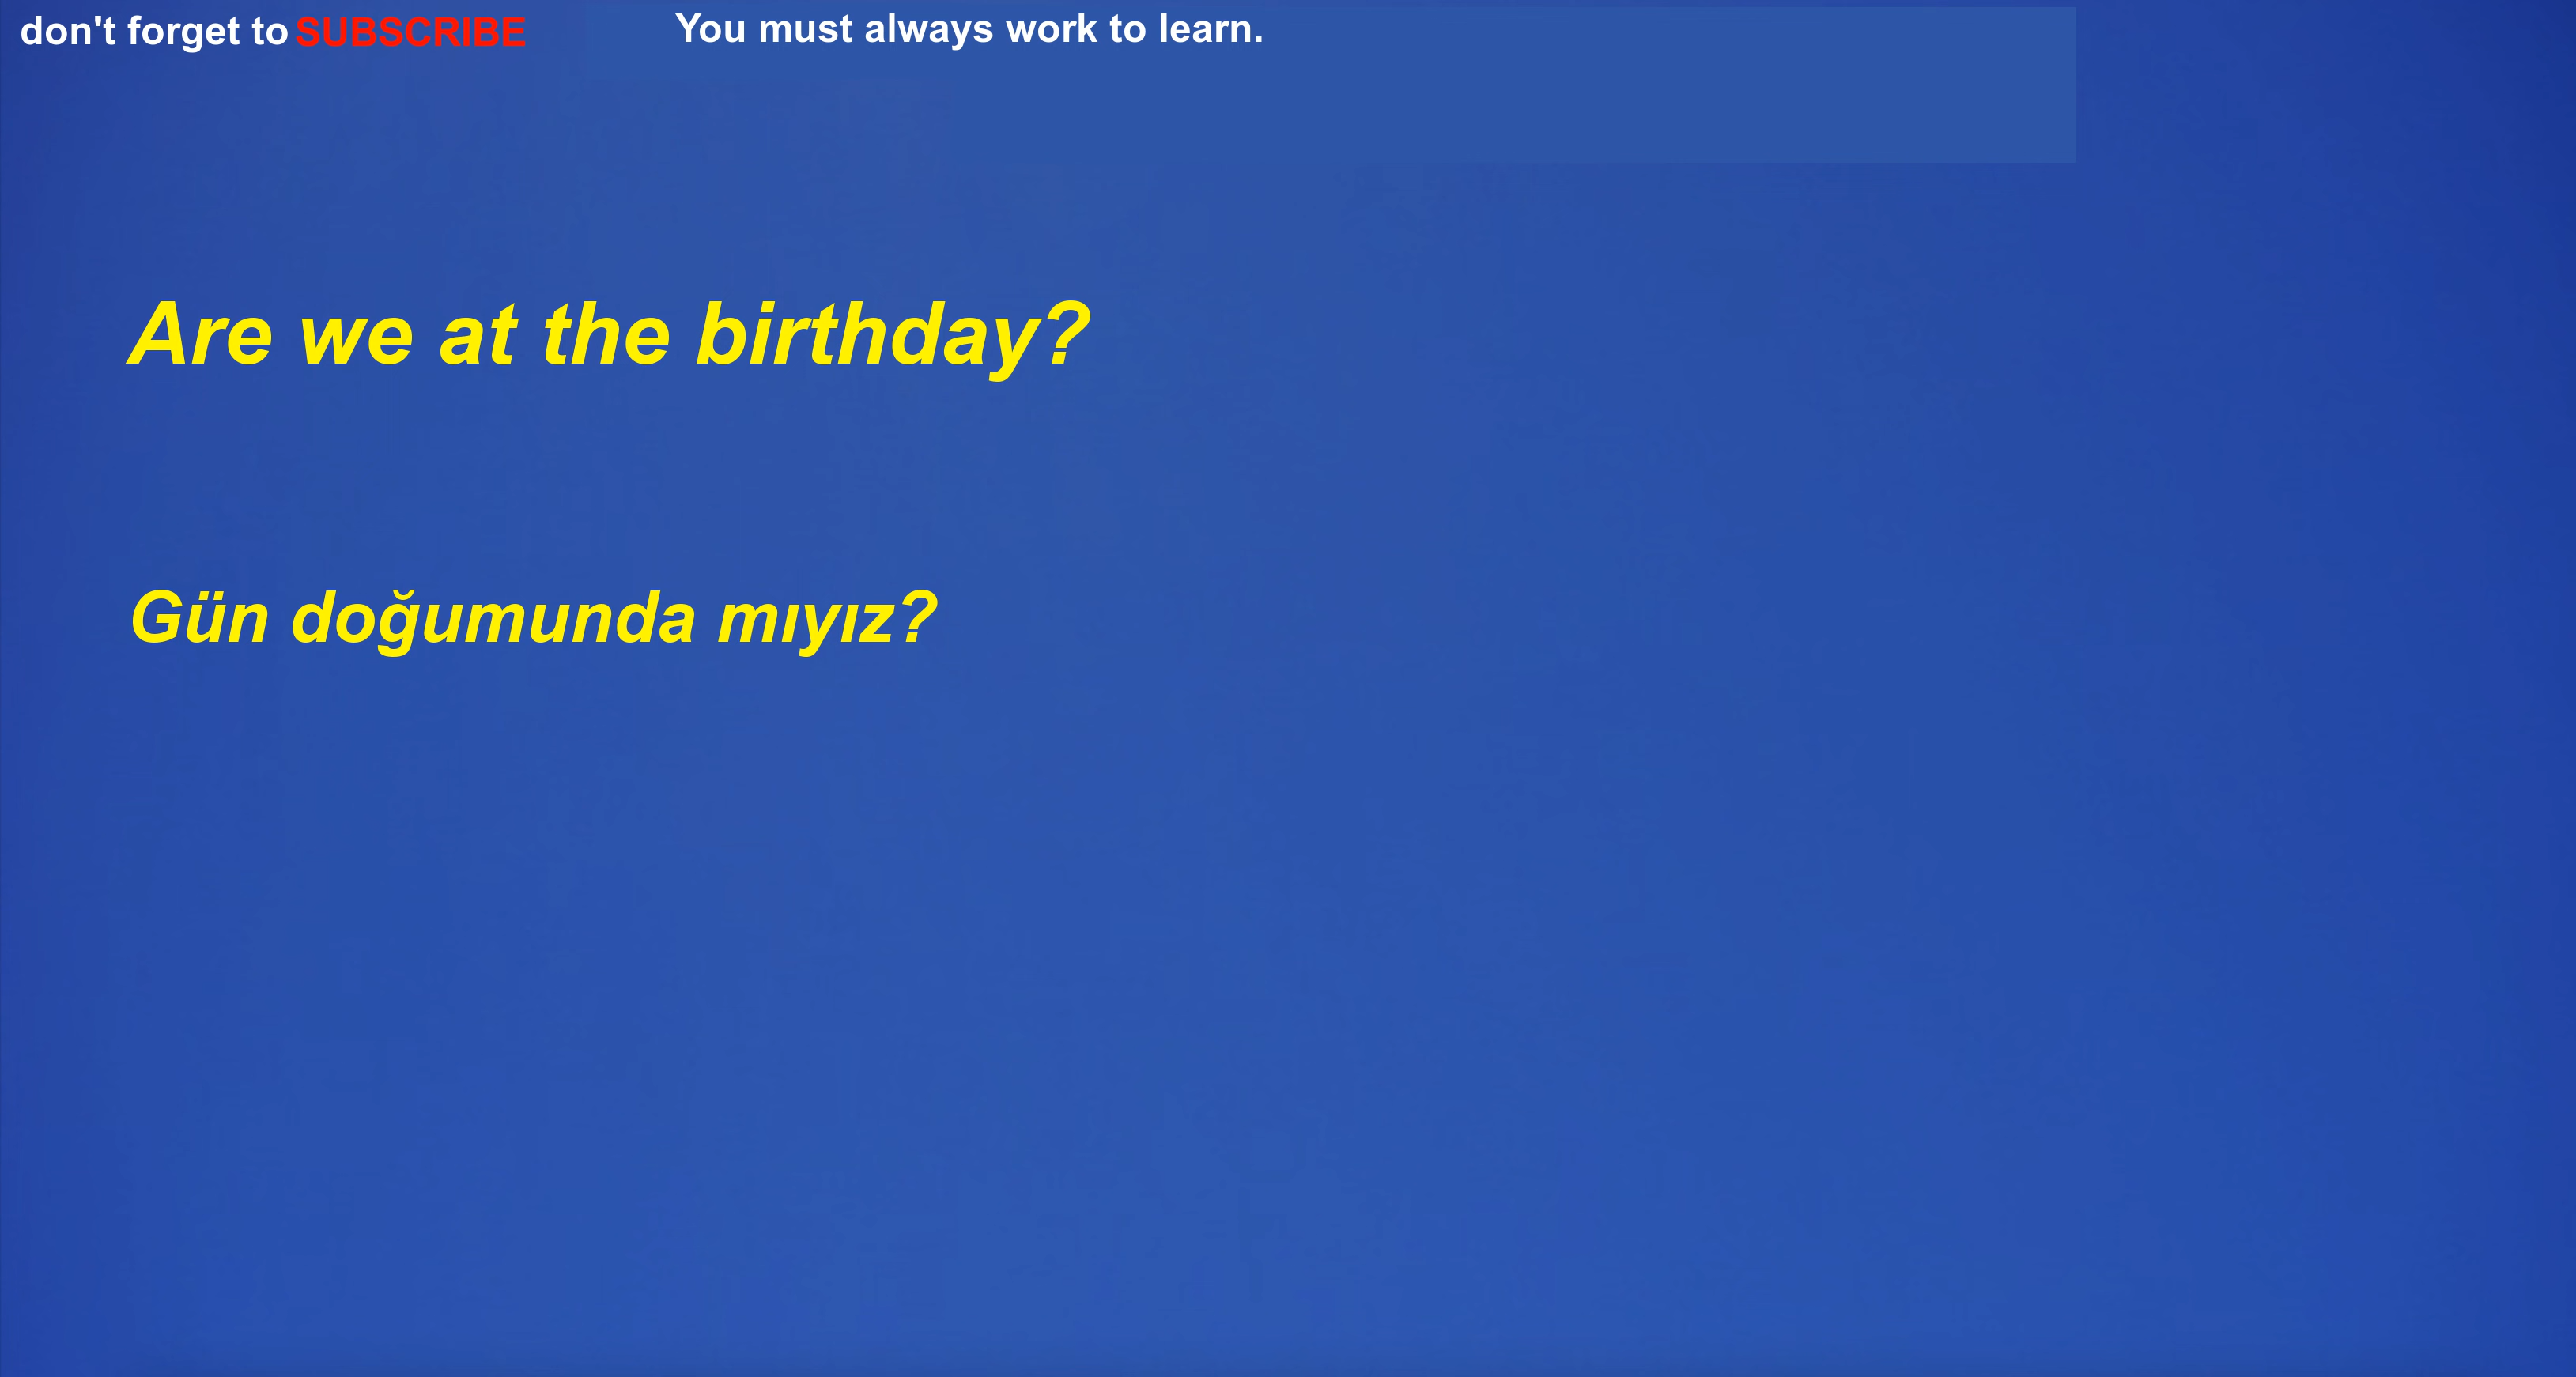 don't forget to SUBSCRIBE
You must always work to learn.
Are we at the birthday?
Gün doğumunda mıyız?